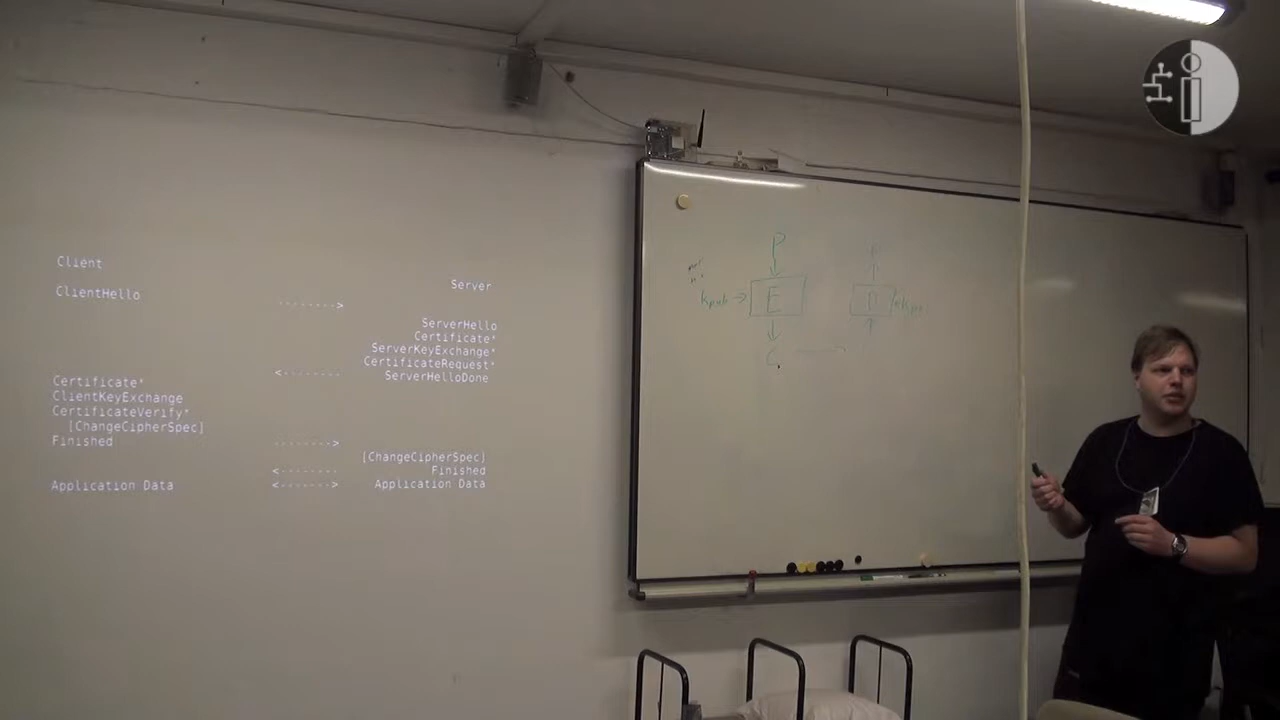 Client
Server
ClientHello -------->
ServerHello
Certificate*
ServerKeyExchange*
CertificateRequest*
<-------- ServerHelloDone
Certificate*
ClientKeyExchange
CertificateVerify*
[ChangeCipherSpec]
Finished -------->
[ChangeCipherSpec]
<-------- Finished
Application Data <-------> Application Data
P
kpub → E
D
C